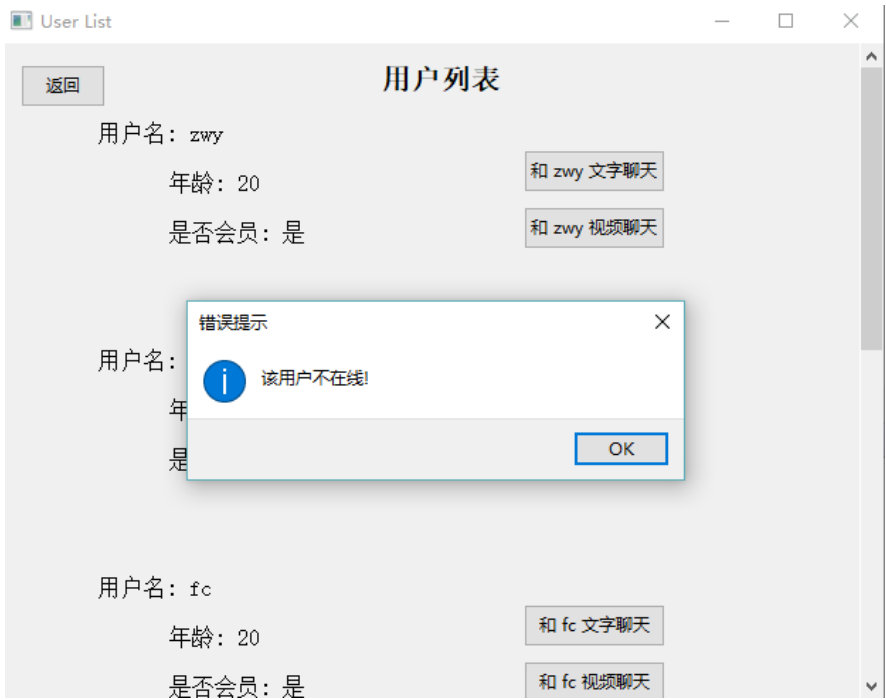 User List
返回
用户列表
用户名: zwy
年龄: 20
和 zwy 文字聊天
是否会员: 是
和 zwy 视频聊天
错误提示
用户名:
该用户不在线!
年
OK
是
用户名: fc
年龄: 20
和 fc 文字聊天
是否会员: 是
和 fc 视频聊天